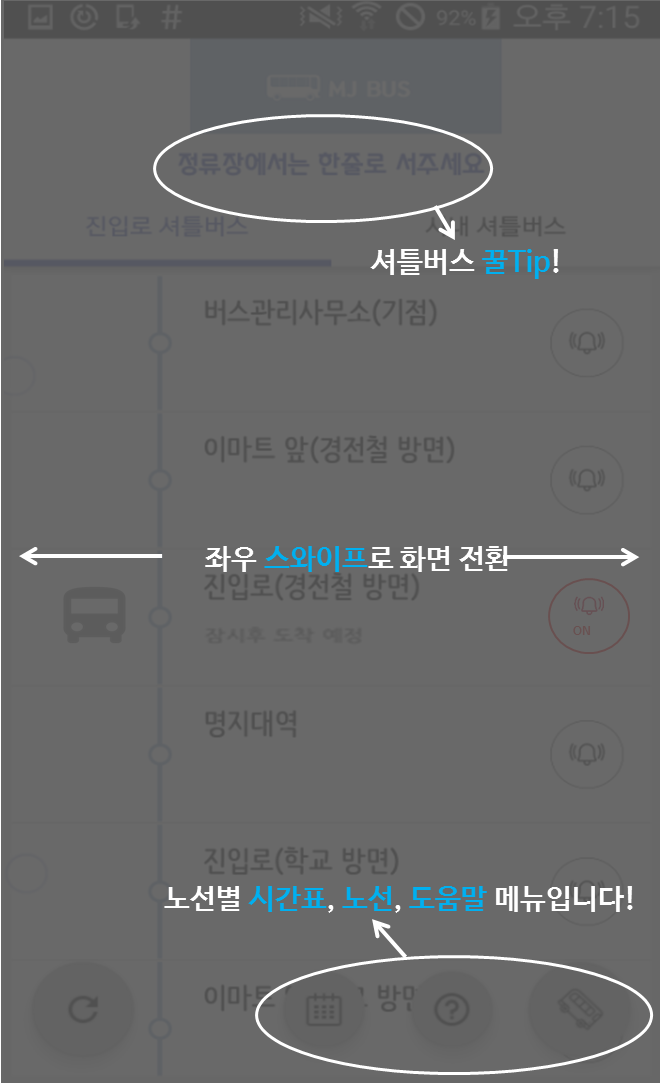 92% 오후 7:15
MJ BUS
정류장에서는 한줄로 서주세요
진입로 셔틀버스
시내 셔틀버스
셔틀버스 꿀Tip!
버스관리사무소(기점)
이마트 앞(경전철 방면)
좌우 스와이프로 화면 전환
진입로(경전철 방면)
잠시후 도착 예정
ON
명지대역
진입로(학교 방면)
노선별 시간표, 노선, 도움말 메뉴입니다!
이마트 방면